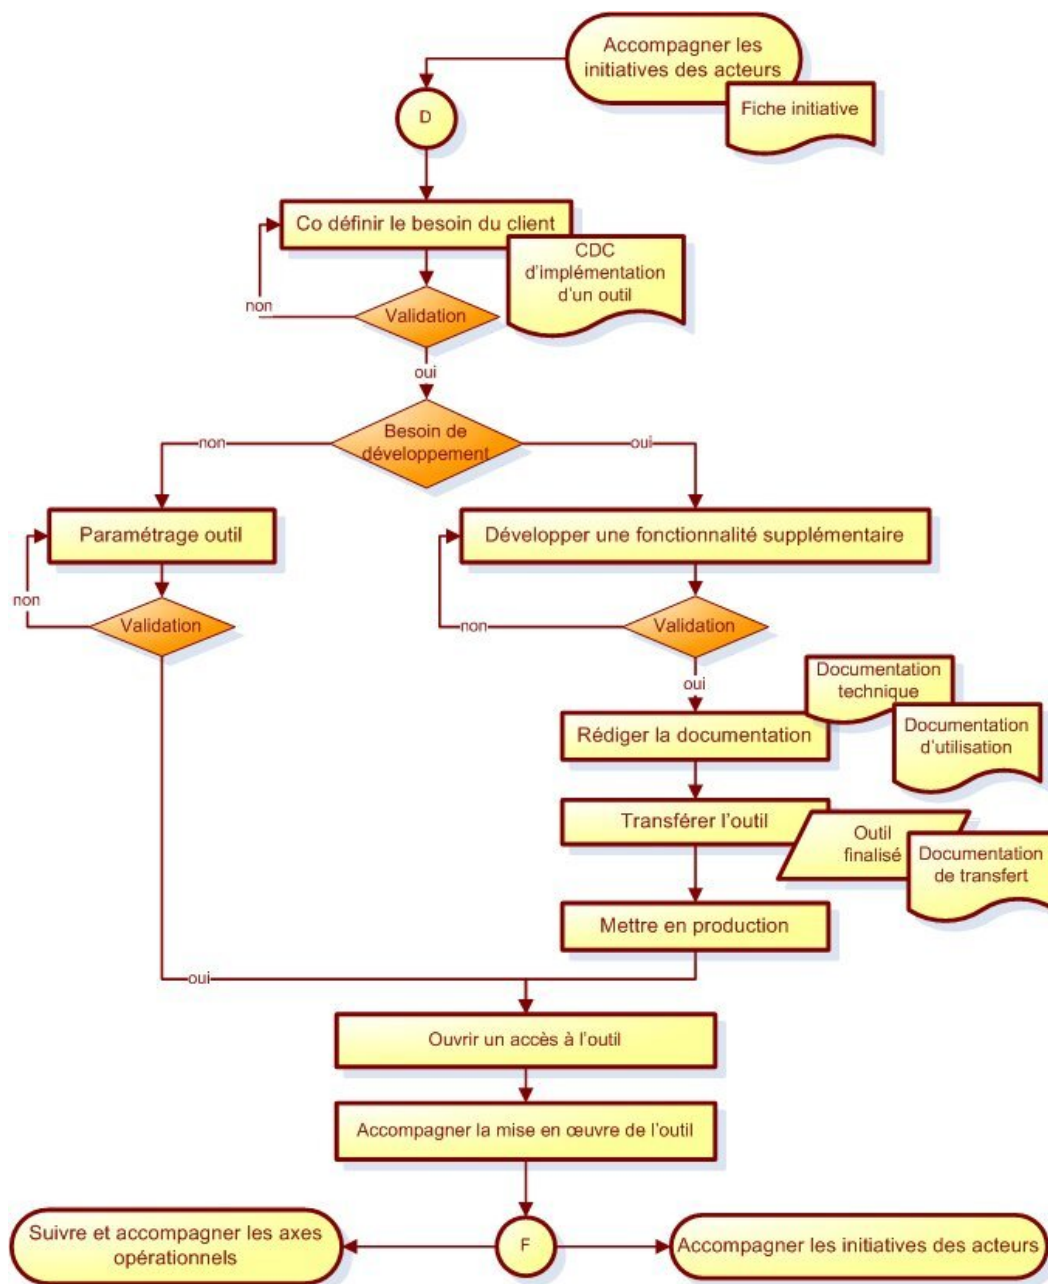 Accompagner les
initiatives des acteurs
Fiche initiative
D
Co définir le besoin du client
CDC
d'implémentation
d'un outil
non
Validation
oui
Besoin de
développement
non
oui
Paramétrage outil
Développer une fonctionnalité supplémentaire
non
Validation
non
Validation
oui
Documentation
technique
Rédiger la documentation
Documentation
d'utilisation
Transférer l'outil
Outil
finalisé
Documentation
de transfert
Mettre en production
oui
Ouvrir un accès à l'outil
Accompagner la mise en œuvre de l'outil
Suivre et accompagner les axes
opérationnels
F
Accompagner les initiatives des acteurs